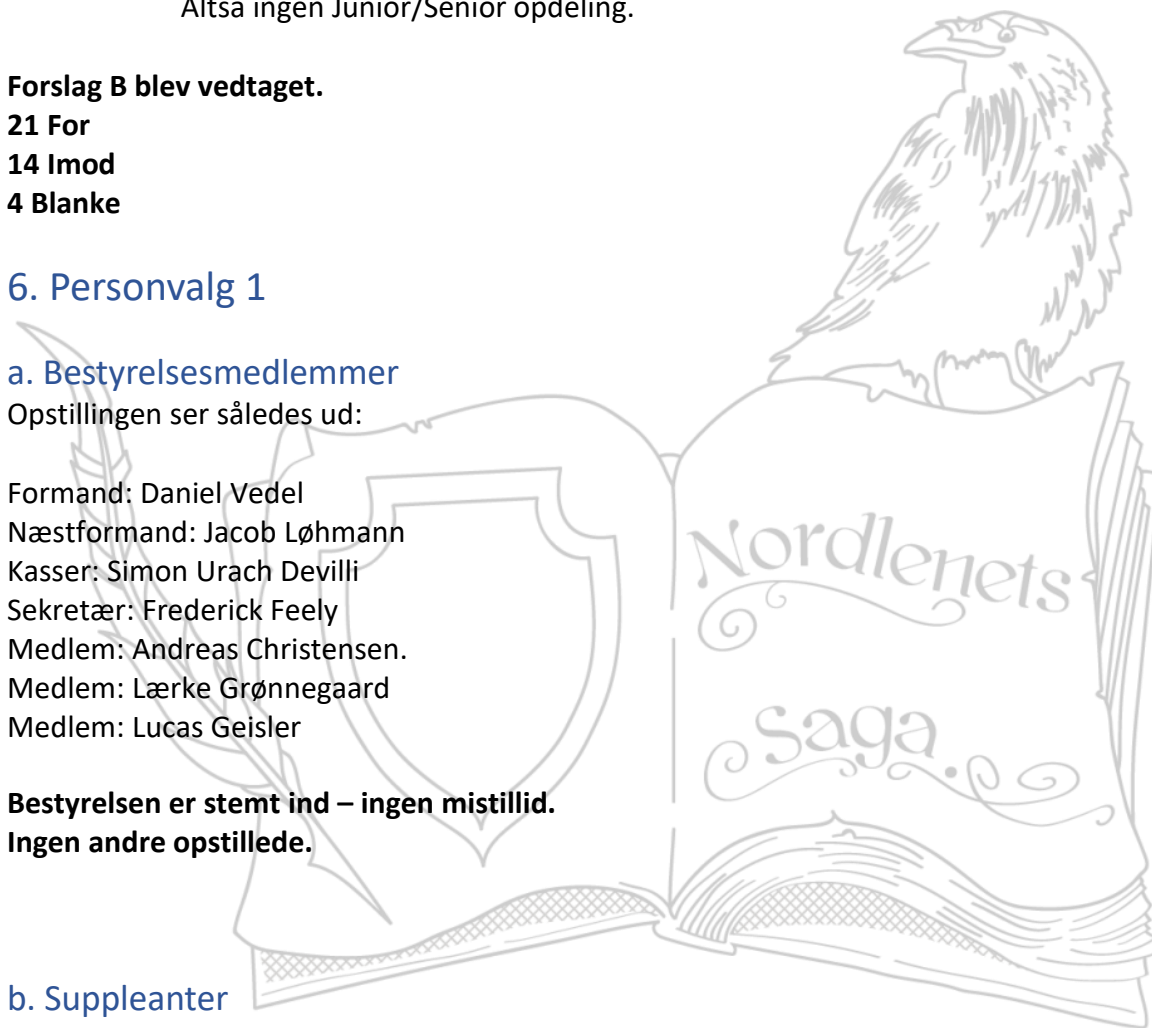 Altså ingen Junior/Senior opdeling.
Forslag B blev vedtaget.
21 For
14 Imod
4 Blanke
6. Personvalg 1
a. Bestyrelsesmedlemmer
Opstillingen ser således ud:
Formand: Daniel Vedel
Næstformand: Jacob Løhmann
Kasser: Simon Urach Devilli
Sekretær: Frederick Feely
Medlem: Andreas Christensen.
Medlem: Lærke Grønnegaard
Medlem: Lucas Geisler
Bestyrelsen er stemt ind – ingen mistillid.
Ingen andre opstillede.
b. Suppleanter
Nordlenets
Saga.